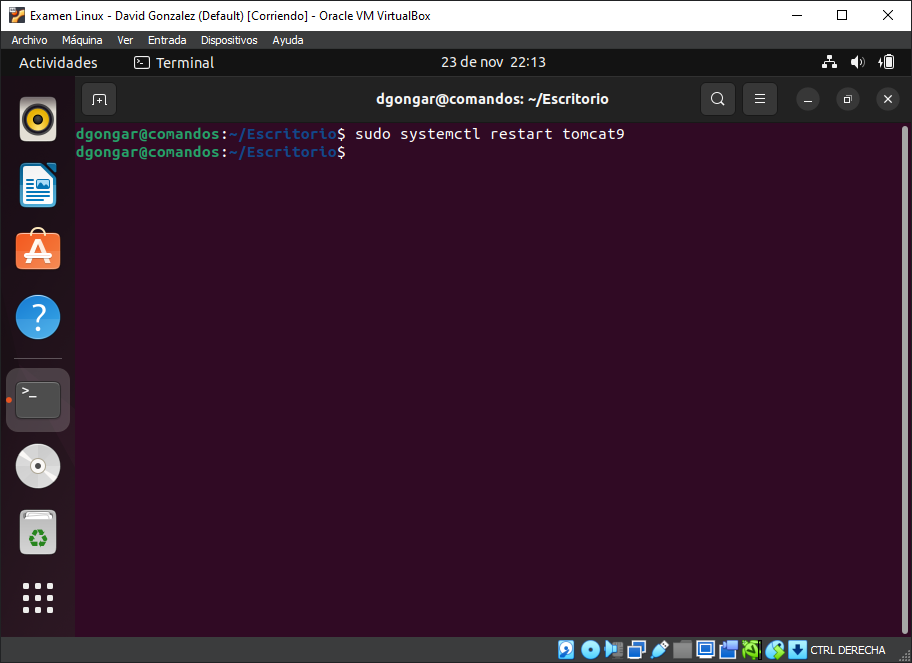 Examen Linux - David Gonzalez (Default) [Corriendo] - Oracle VM VirtualBox
Archivo Máquina Ver Entrada Dispositivos Ayuda
Actividades Terminal 23 de nov 22:13
dgongar@comandos: ~/Escritorio
dgongar@comandos:~/Escritorio$ sudo systemctl restart tomcat9
dgongar@comandos:~/Escritorio$
CTRL DERECHA